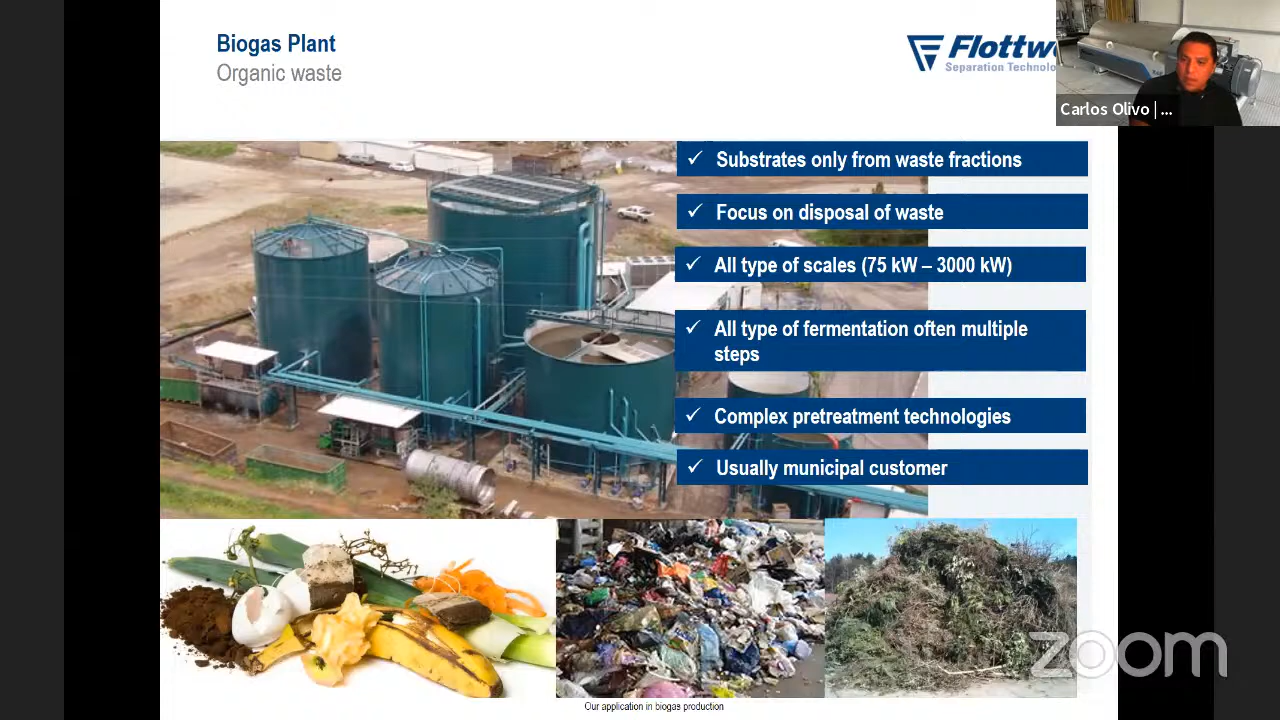 Biogas Plant
Organic waste
Flottw
Separation Technolo
Carlos Olivo | ...
✓ Substrates only from waste fractions
✓ Focus on disposal of waste
✓ All type of scales (75 kW – 3000 kW)
✓ All type of fermentation often multiple
steps
✓ Complex pretreatment technologies
✓ Usually municipal customer
zoom
Our application in biogas production